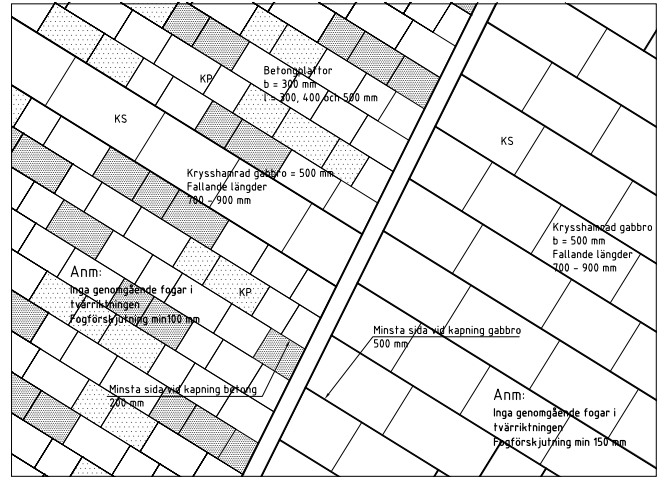 Betongplattor
b = 300 mm
l = 300, 400 och 500 mm
KP
KS
KS
Krysshamrad gabbro = 500 mm
Fallande längder
700 - 900 mm
Krysshamrad gabbro
b = 500 mm
Fallande längder
700 - 900 mm
Anm:
Inga genomgående fogar i
tvärriktningen
Fogförskjutning min100 mm
KP
Minsta sida vid kapning gabbro
500 mm
Minsta sida vid kapning betong
200 mm
Anm:
Inga genomgående fogar i
tvärriktningen
Fogförskjutning min 150 mm